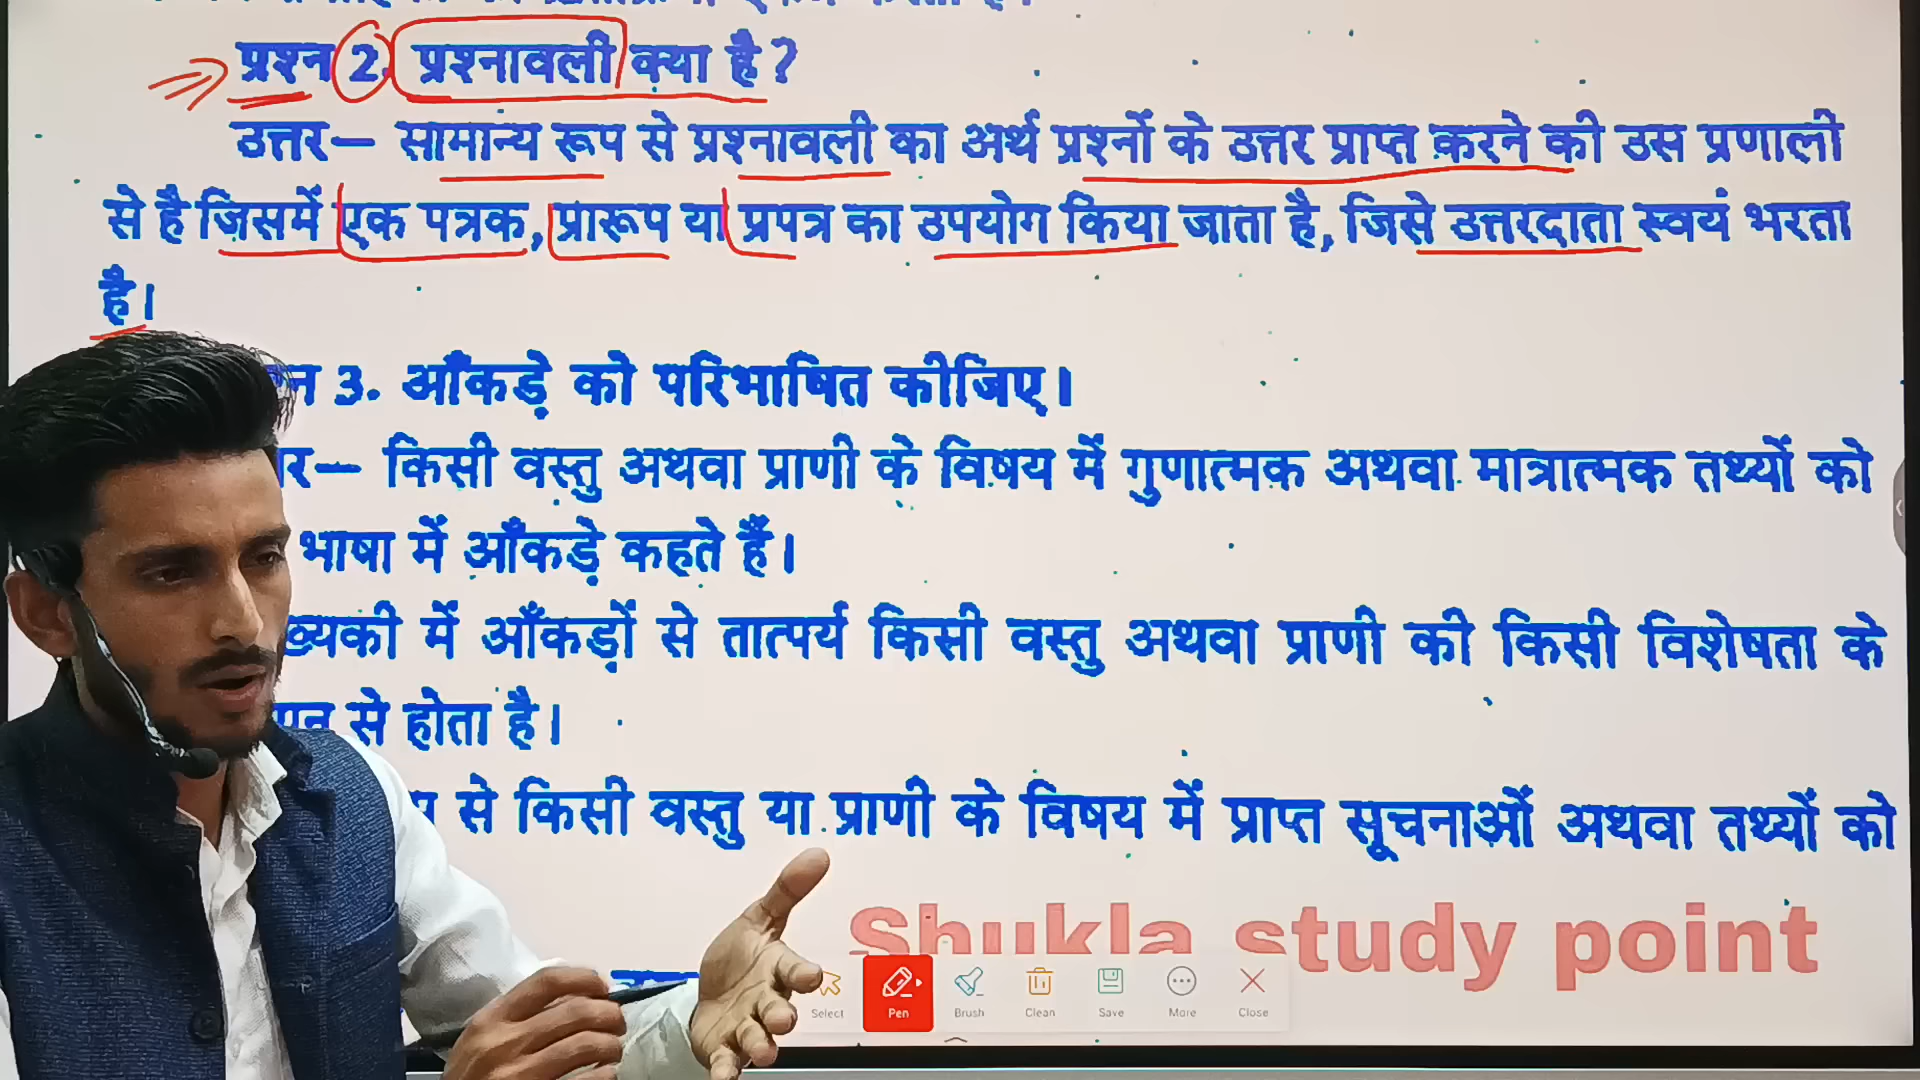 प्रश्न 2. प्रश्नावली क्या है?
उत्तर— सामान्य रूप से प्रश्नावली का अर्थ प्रश्नों के उत्तर प्राप्त करने की उस प्रणाली
से है जिसमें एक पत्रक, प्रारूप या प्रपत्र का उपयोग किया जाता है, जिसे उत्तरदाता स्वयं भरता
है।
3. आँकड़े को परिभाषित कीजिए।
किसी वस्तु अथवा प्राणी के विषय में गुणात्मक अथवा मात्रात्मक तथ्यों को
भाषा में आँकड़े कहते हैं।
में आँकड़ों से तात्पर्य किसी वस्तु अथवा प्राणी की किसी विशेषता के
से होता है।
से किसी वस्तु या प्राणी के विषय में प्राप्त सूचनाओं अथवा तथ्यों को
Shukla study point
Select Pen Brush Clean Save More Close